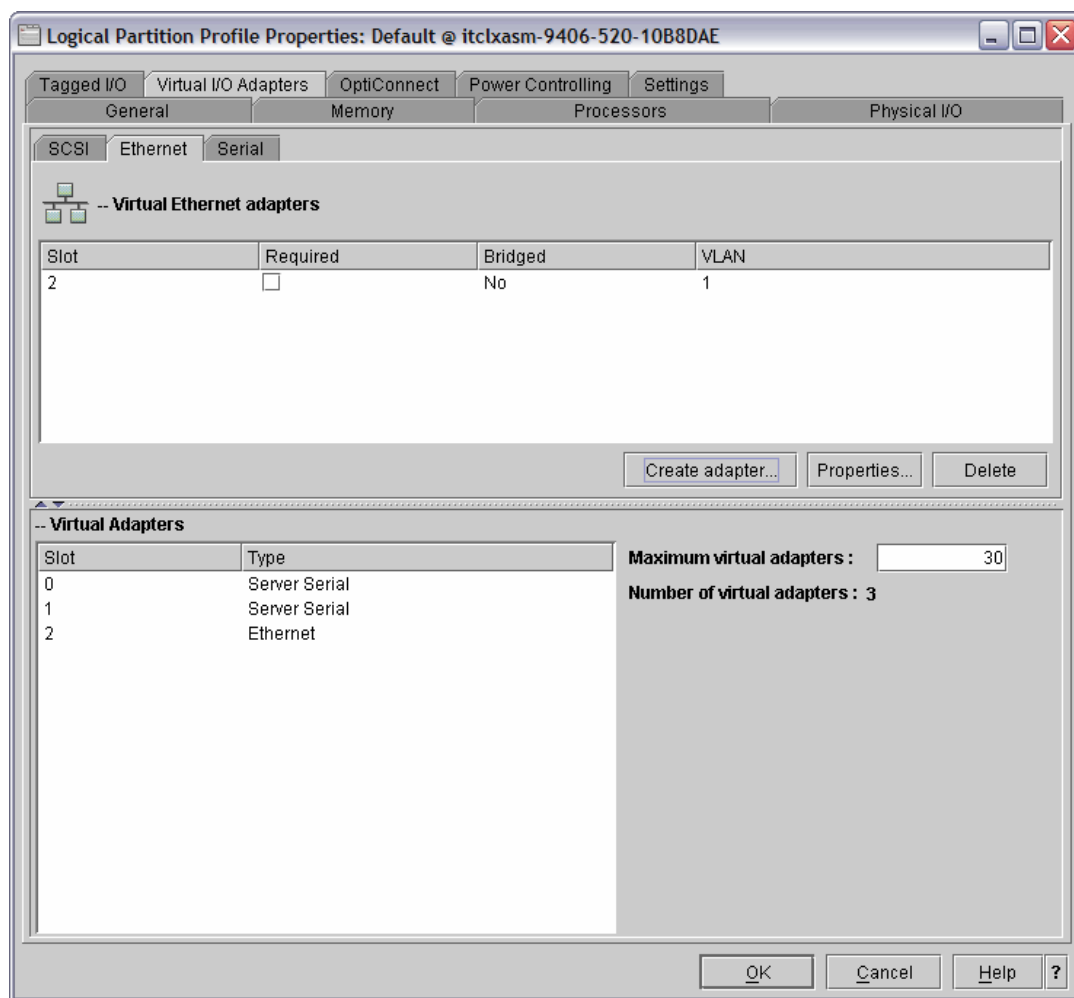 Logical Partition Profile Properties: Default @ itclxasm-9406-520-10B8DAE
Tagged I/O Virtual I/O Adapters OptiConnect Power Controlling Settings
General Memory Processors Physical I/O
SCSI Ethernet Serial
-- Virtual Ethernet adapters
Slot Required Bridged VLAN
2 No 1
Create adapter... Properties... Delete
-- Virtual Adapters
Slot Type
0 Server Serial
1 Server Serial
2 Ethernet
Maximum virtual adapters : 30
Number of virtual adapters : 3
OK Cancel Help ?